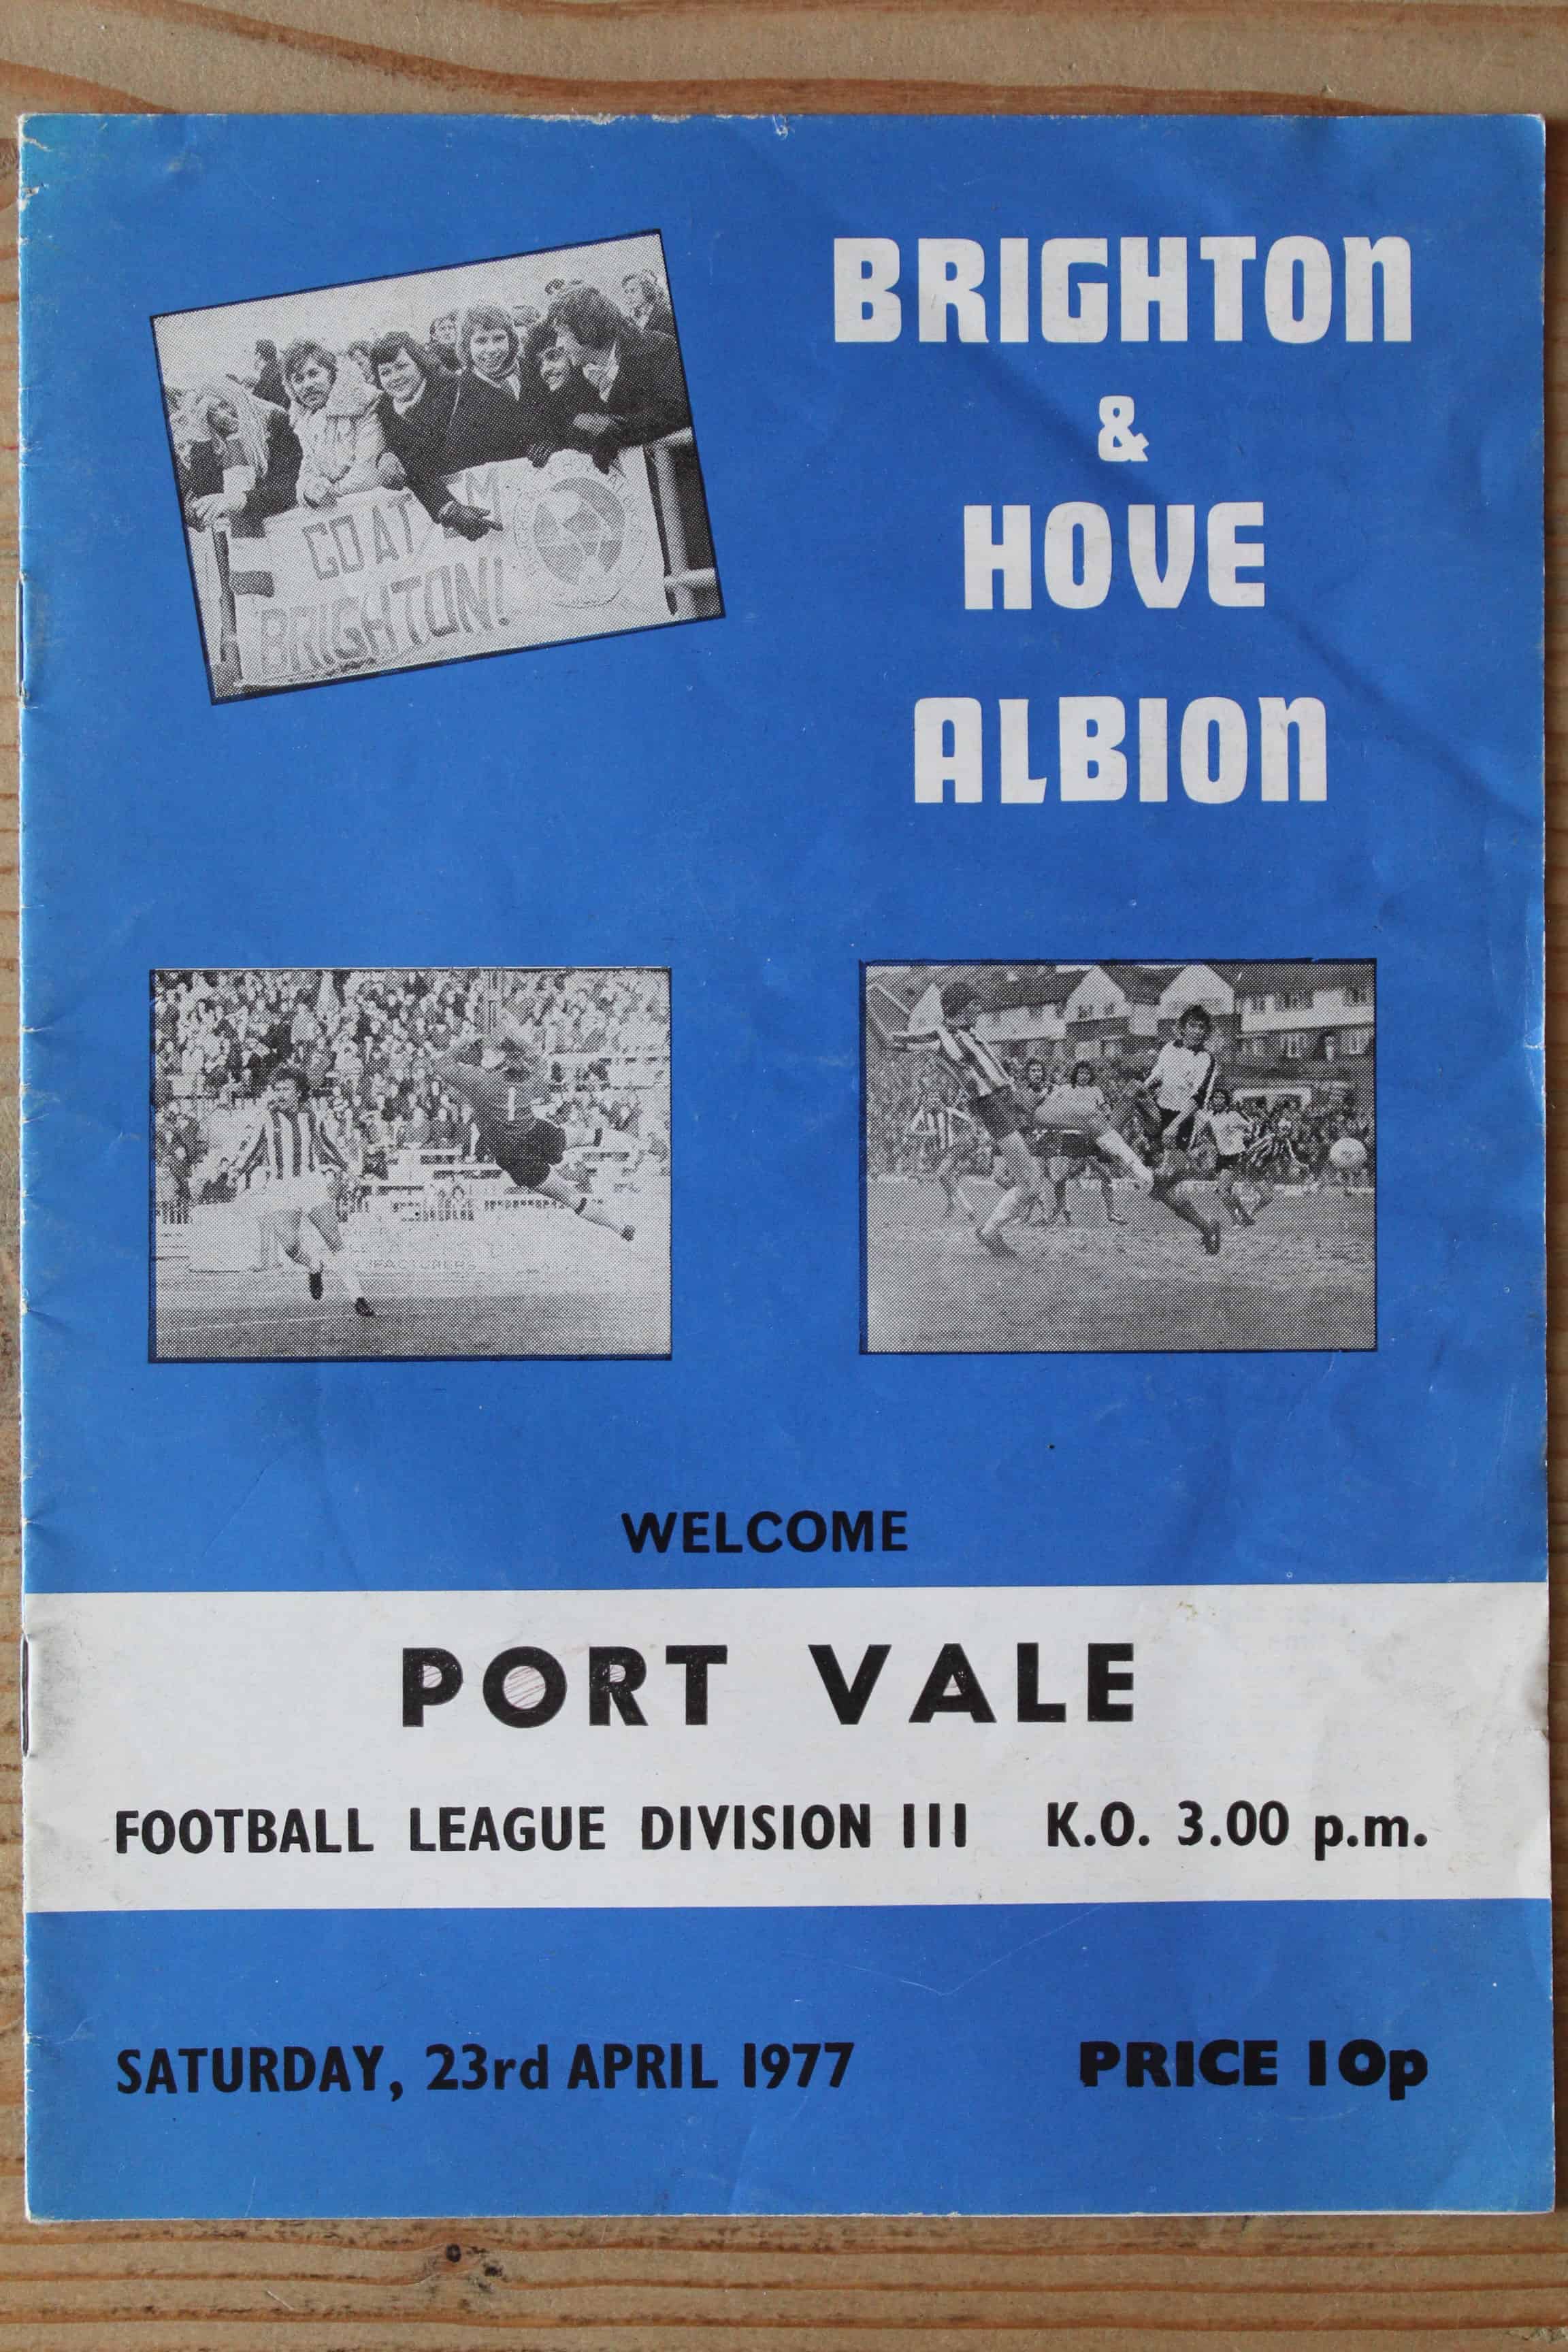 BRIGHTON
&
HOVE
ALBION
GO AT
M
BRIGHTON!
UFACTURERS
WELCOME
PORT VALE
FOOTBALL LEAGUE DIVISION III K.O. 3.00 p.m.
SATURDAY, 23rd APRIL 1977 PRICE 10p